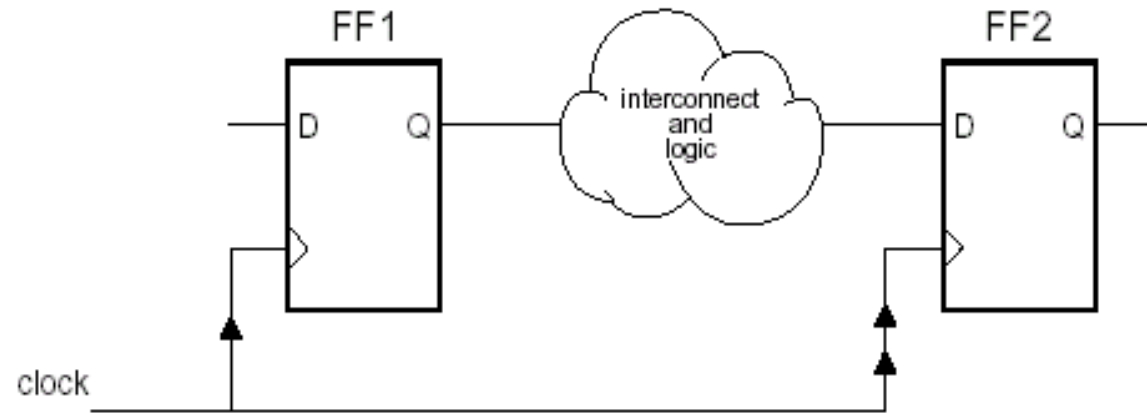 FF1
FF2
interconnect
and
logic
D
Q
D
Q
clock